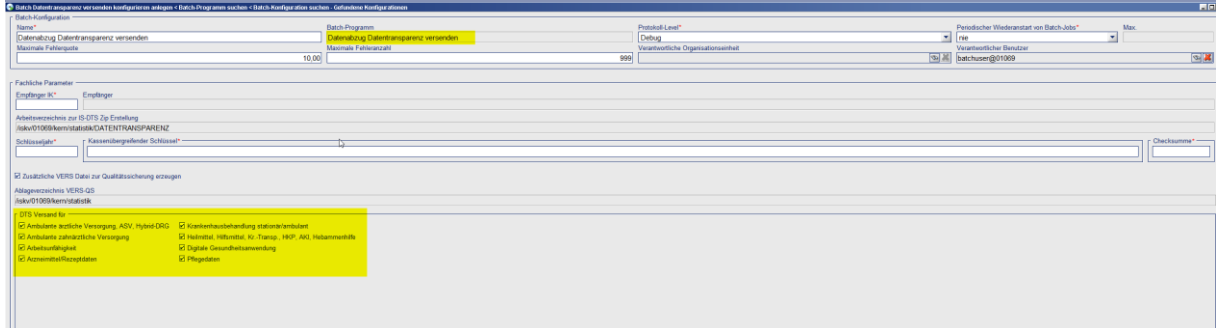 Batch Datentransparenz versenden konfigurieren anlegen < Batch-Programm suchen < Batch-Konfiguration suchen - Gefundene Konfigurationen
Batch-Konfiguration
Name* Batch-Programm Protokoll-Level* Periodischer Wiederanstart von Batch-Jobs* Max.
Datenabzug Datentransparenz versenden Datenabzug Datentransparenz versenden Debug nie
Maximale Fehlerquote Maximale Fehleranzahl Verantwortliche Organisationseinheit Verantwortlicher Benutzer
10,00 999 batchuser@01069
Fachliche Parameter
Empfänger IK* Empfänger
Arbeitsverzeichnis zur IS-DTS Zip Erstellung
/iskv/01069/kern/statistik/DATENTRANSPARENZ
Schlüsseljahr* Kassenübergreifender Schlüssel* Checksumme*
Zusätzliche VERS Datei zur Qualitätssicherung erzeugen
Ablageverzeichnis VERS-QS
/iskv/01069/kern/statistik
DTS Versand für
Ambulante ärztliche Versorgung, ASV, Hybrid-DRG Krankenhausbehandlung stationär/ambulant
Ambulante zahnärztliche Versorgung Heilmittel, Hilfsmittel, Kr.-Transp., HKP, AKI, Hebammenhilfe
Arbeitsunfähigkeit Digitale Gesundheitsanwendung
Arzneimittel/Rezeptdaten Pflegedaten